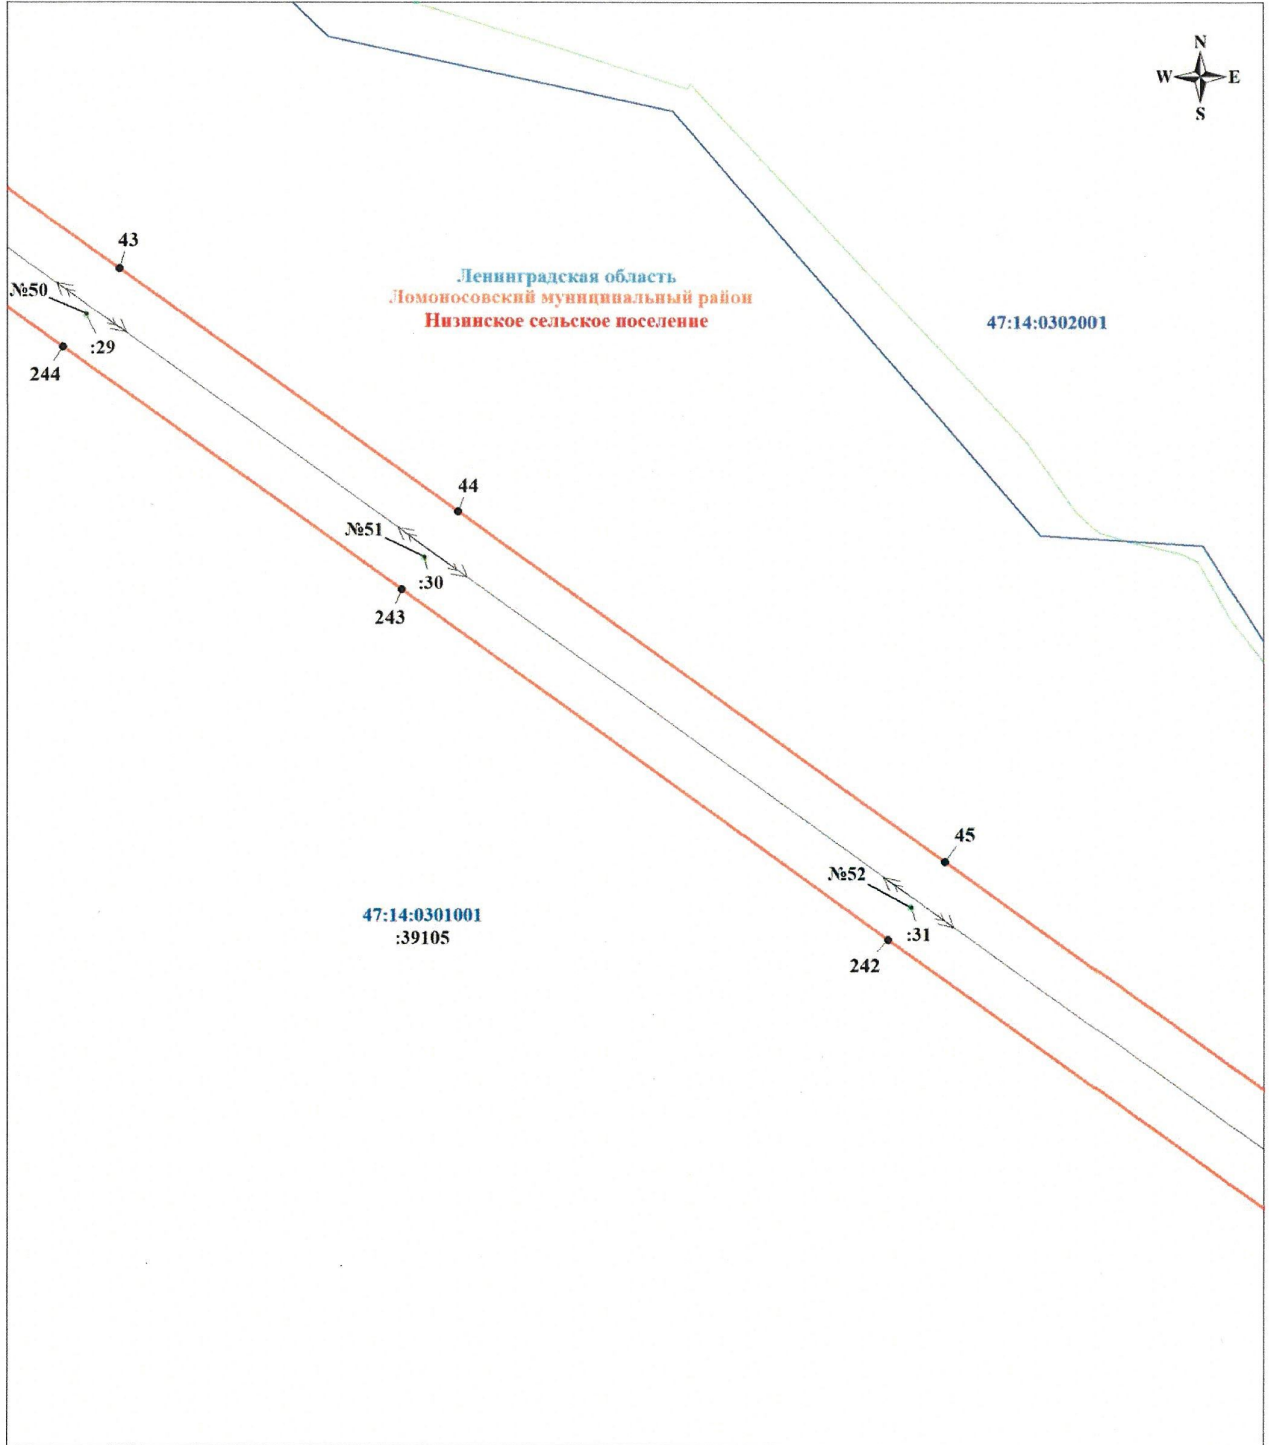 N
W E
S
43
Ленинградская область
Ломоносовский муниципальный район
Низинское сельское поселение
47:14:0302001
№50
:29
244
44
№51
:30
243
45
№52
:31
242
47:14:0301001
:39105